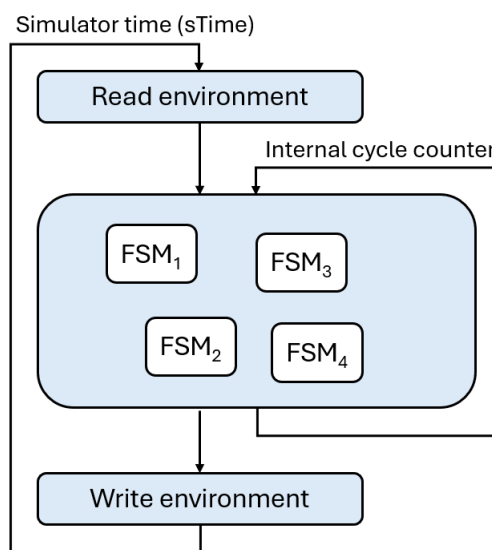 Simulator time (sTime)
Read environment
Internal cycle counter
FSM₁
FSM₃
FSM₂
FSM₄
Write environment